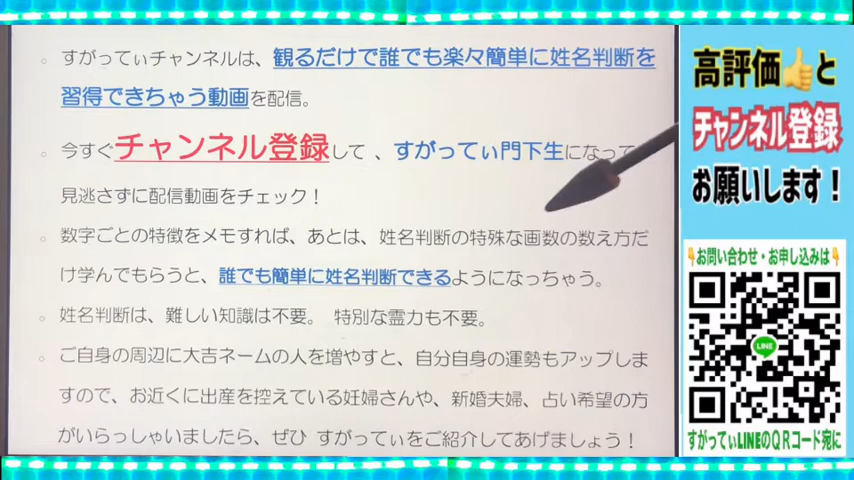 。すがってぃチャンネルは、観るだけで誰でも楽々簡単に姓名判断を
習得できちゃう動画を配信。
。今すぐチャンネル登録して 、すがってぃ門下生になって
見逃さずに配信動画をチェック！
。数字ごとの特徴をメモすれば、あとは、姓名判断の特殊な画数の数え方だ
け学んでもらうと、誰でも簡単に姓名判断できるようになっちゃう。
。姓名判断は、難しい知識は不要。 特別な霊力も不要。
。ご自身の周辺に大吉ネームの人を増やすと、自分自身の運勢もアップしま
すので、お近くに出産を控えている妊婦さんや、新婚夫婦、占い希望の方
がいらっしゃいましたら、ぜひ すがってぃをご紹介してあげましょう！
高評価👍と
チャンネル登録
お願いします！
👇お問い合わせ・お申し込みは👇
LINE
すがってぃLINEのQRコード宛に